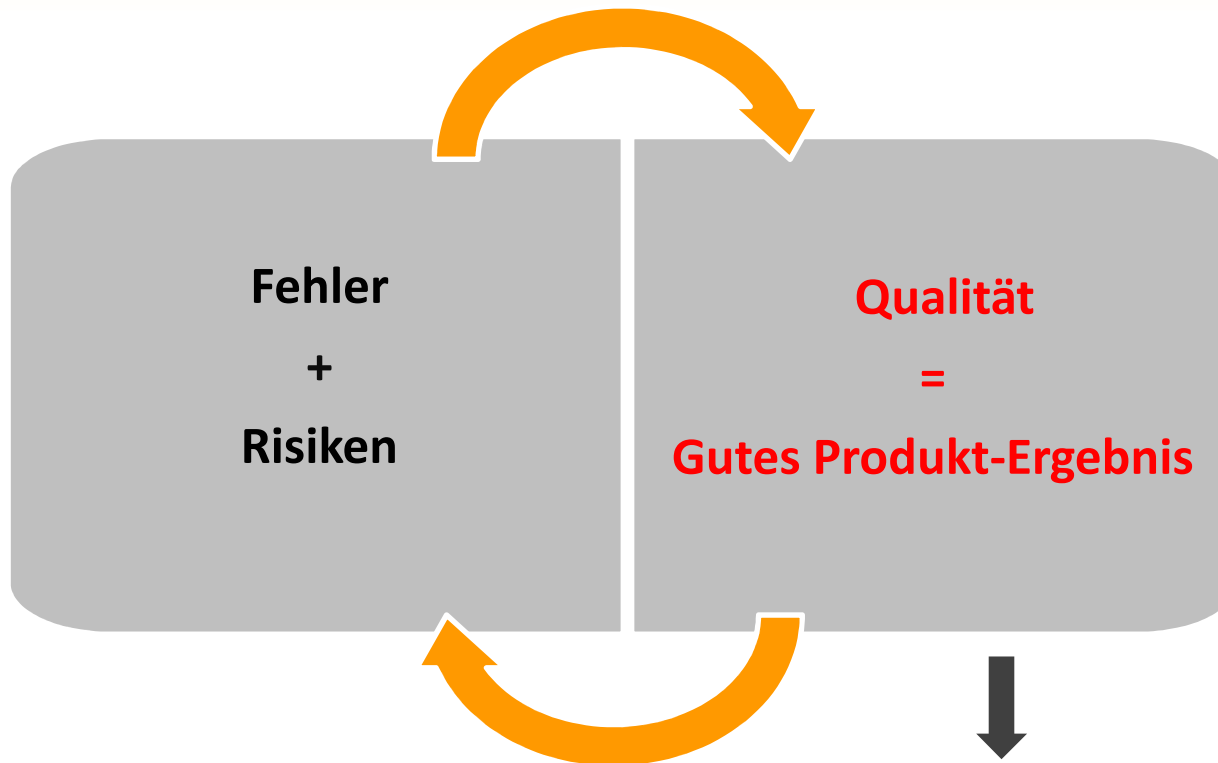 Fehler
+
Risiken
Qualität
=
Gutes Produkt-Ergebnis